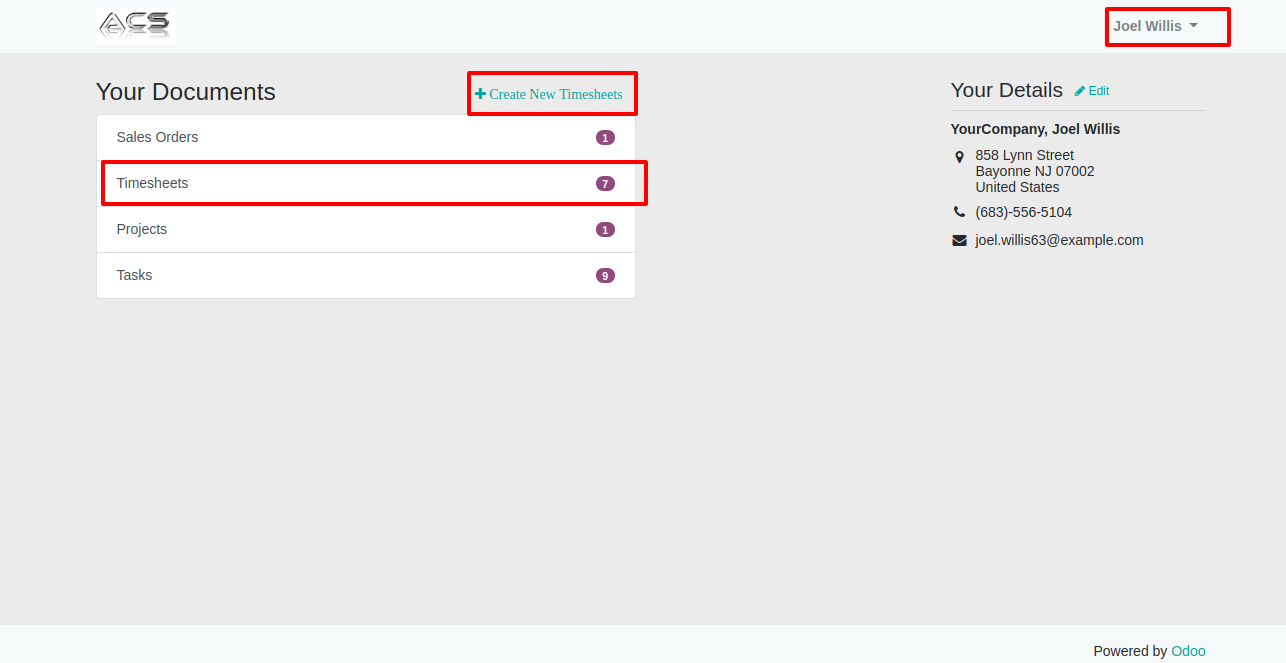 ACS
Joel Willis
Your Documents
Create New Timesheets
Sales Orders 1
Timesheets 7
Projects 1
Tasks 9
Your Details Edit
YourCompany, Joel Willis
858 Lynn Street
Bayonne NJ 07002
United States
(683)-556-5104
joel.willis63@example.com
Powered by Odoo